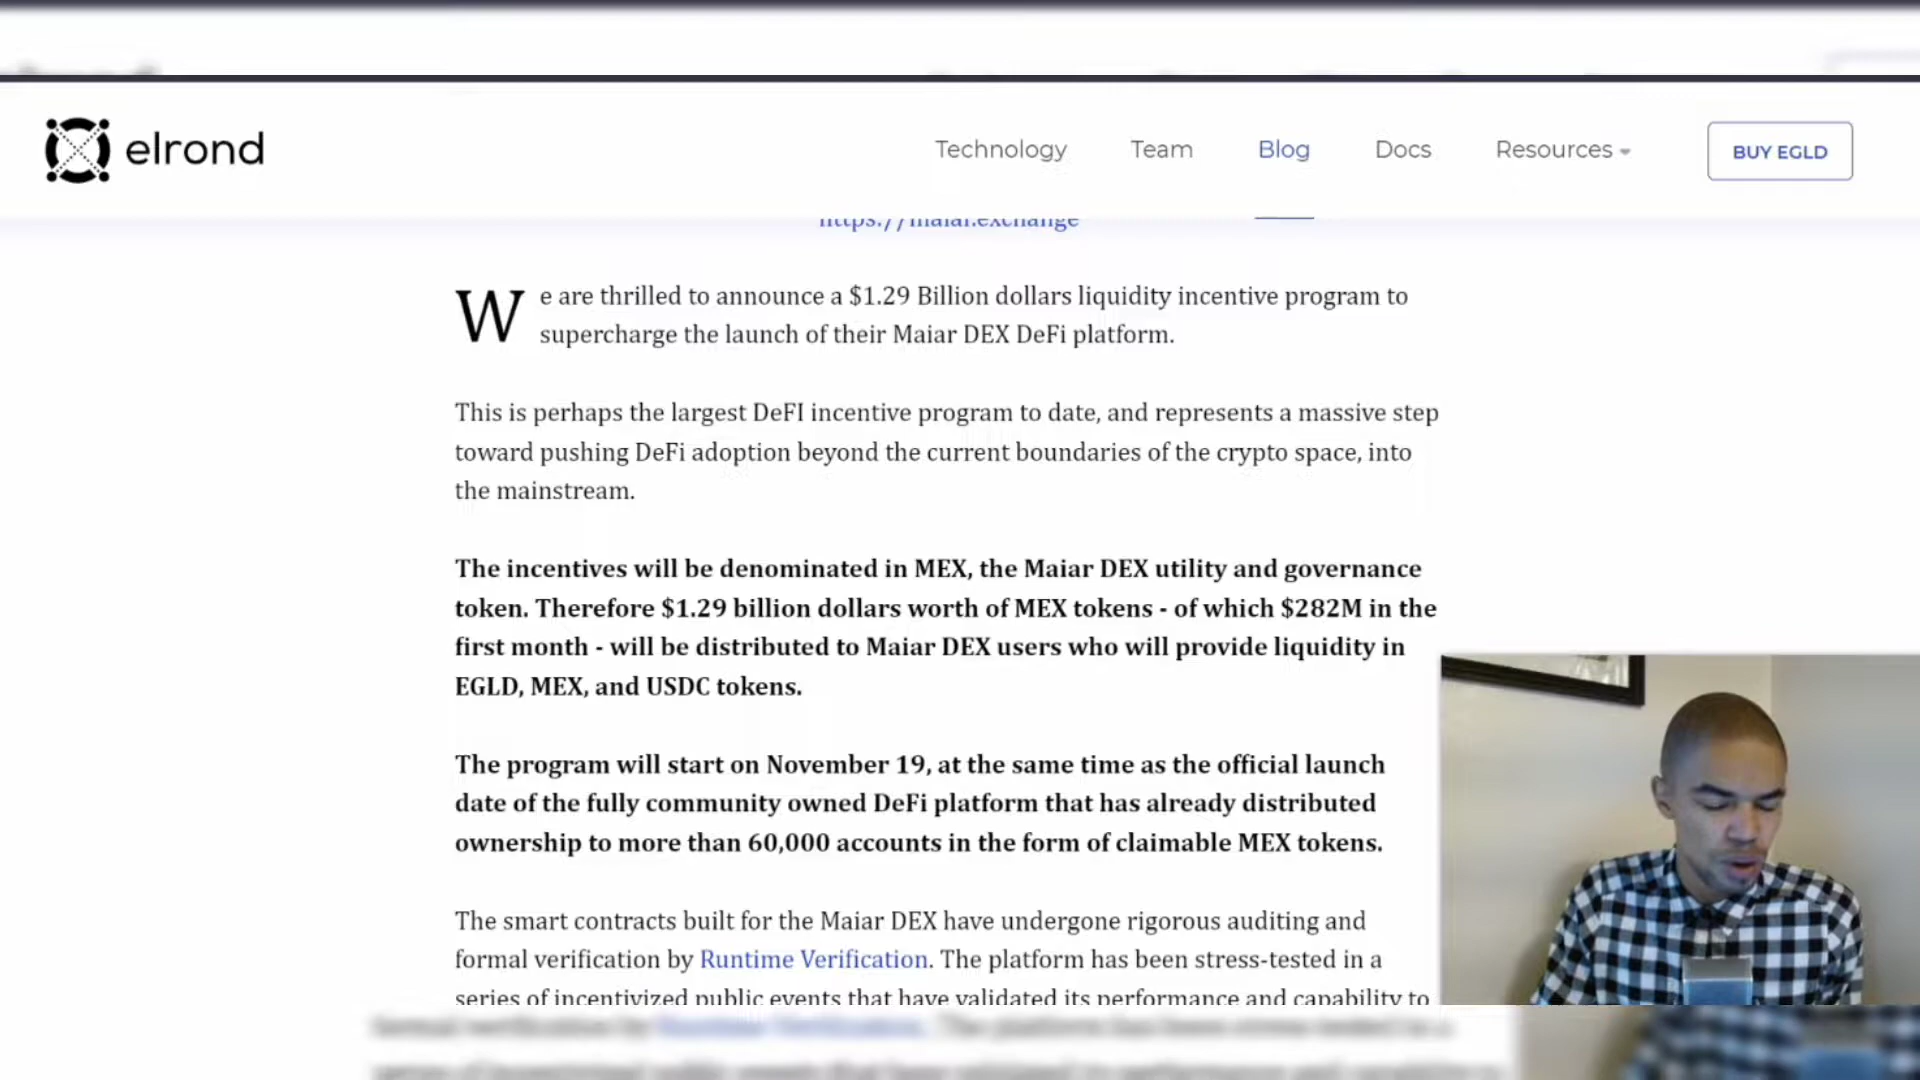 elrond
Technology Team Blog Docs Resources BUY EGLD
https://maiar.exchange
We are thrilled to announce a $1.29 Billion dollars liquidity incentive program to
supercharge the launch of their Maiar DEX DeFi platform.
This is perhaps the largest DeFI incentive program to date, and represents a massive step
toward pushing DeFi adoption beyond the current boundaries of the crypto space, into
the mainstream.
The incentives will be denominated in MEX, the Maiar DEX utility and governance
token. Therefore $1.29 billion dollars worth of MEX tokens - of which $282M in the
first month - will be distributed to Maiar DEX users who will provide liquidity in
EGLD, MEX, and USDC tokens.
The program will start on November 19, at the same time as the official launch
date of the fully community owned DeFi platform that has already distributed
ownership to more than 60,000 accounts in the form of claimable MEX tokens.
The smart contracts built for the Maiar DEX have undergone rigorous auditing and
formal verification by Runtime Verification. The platform has been stress-tested in a
series of incentivized public events that have validated its performance and capability to